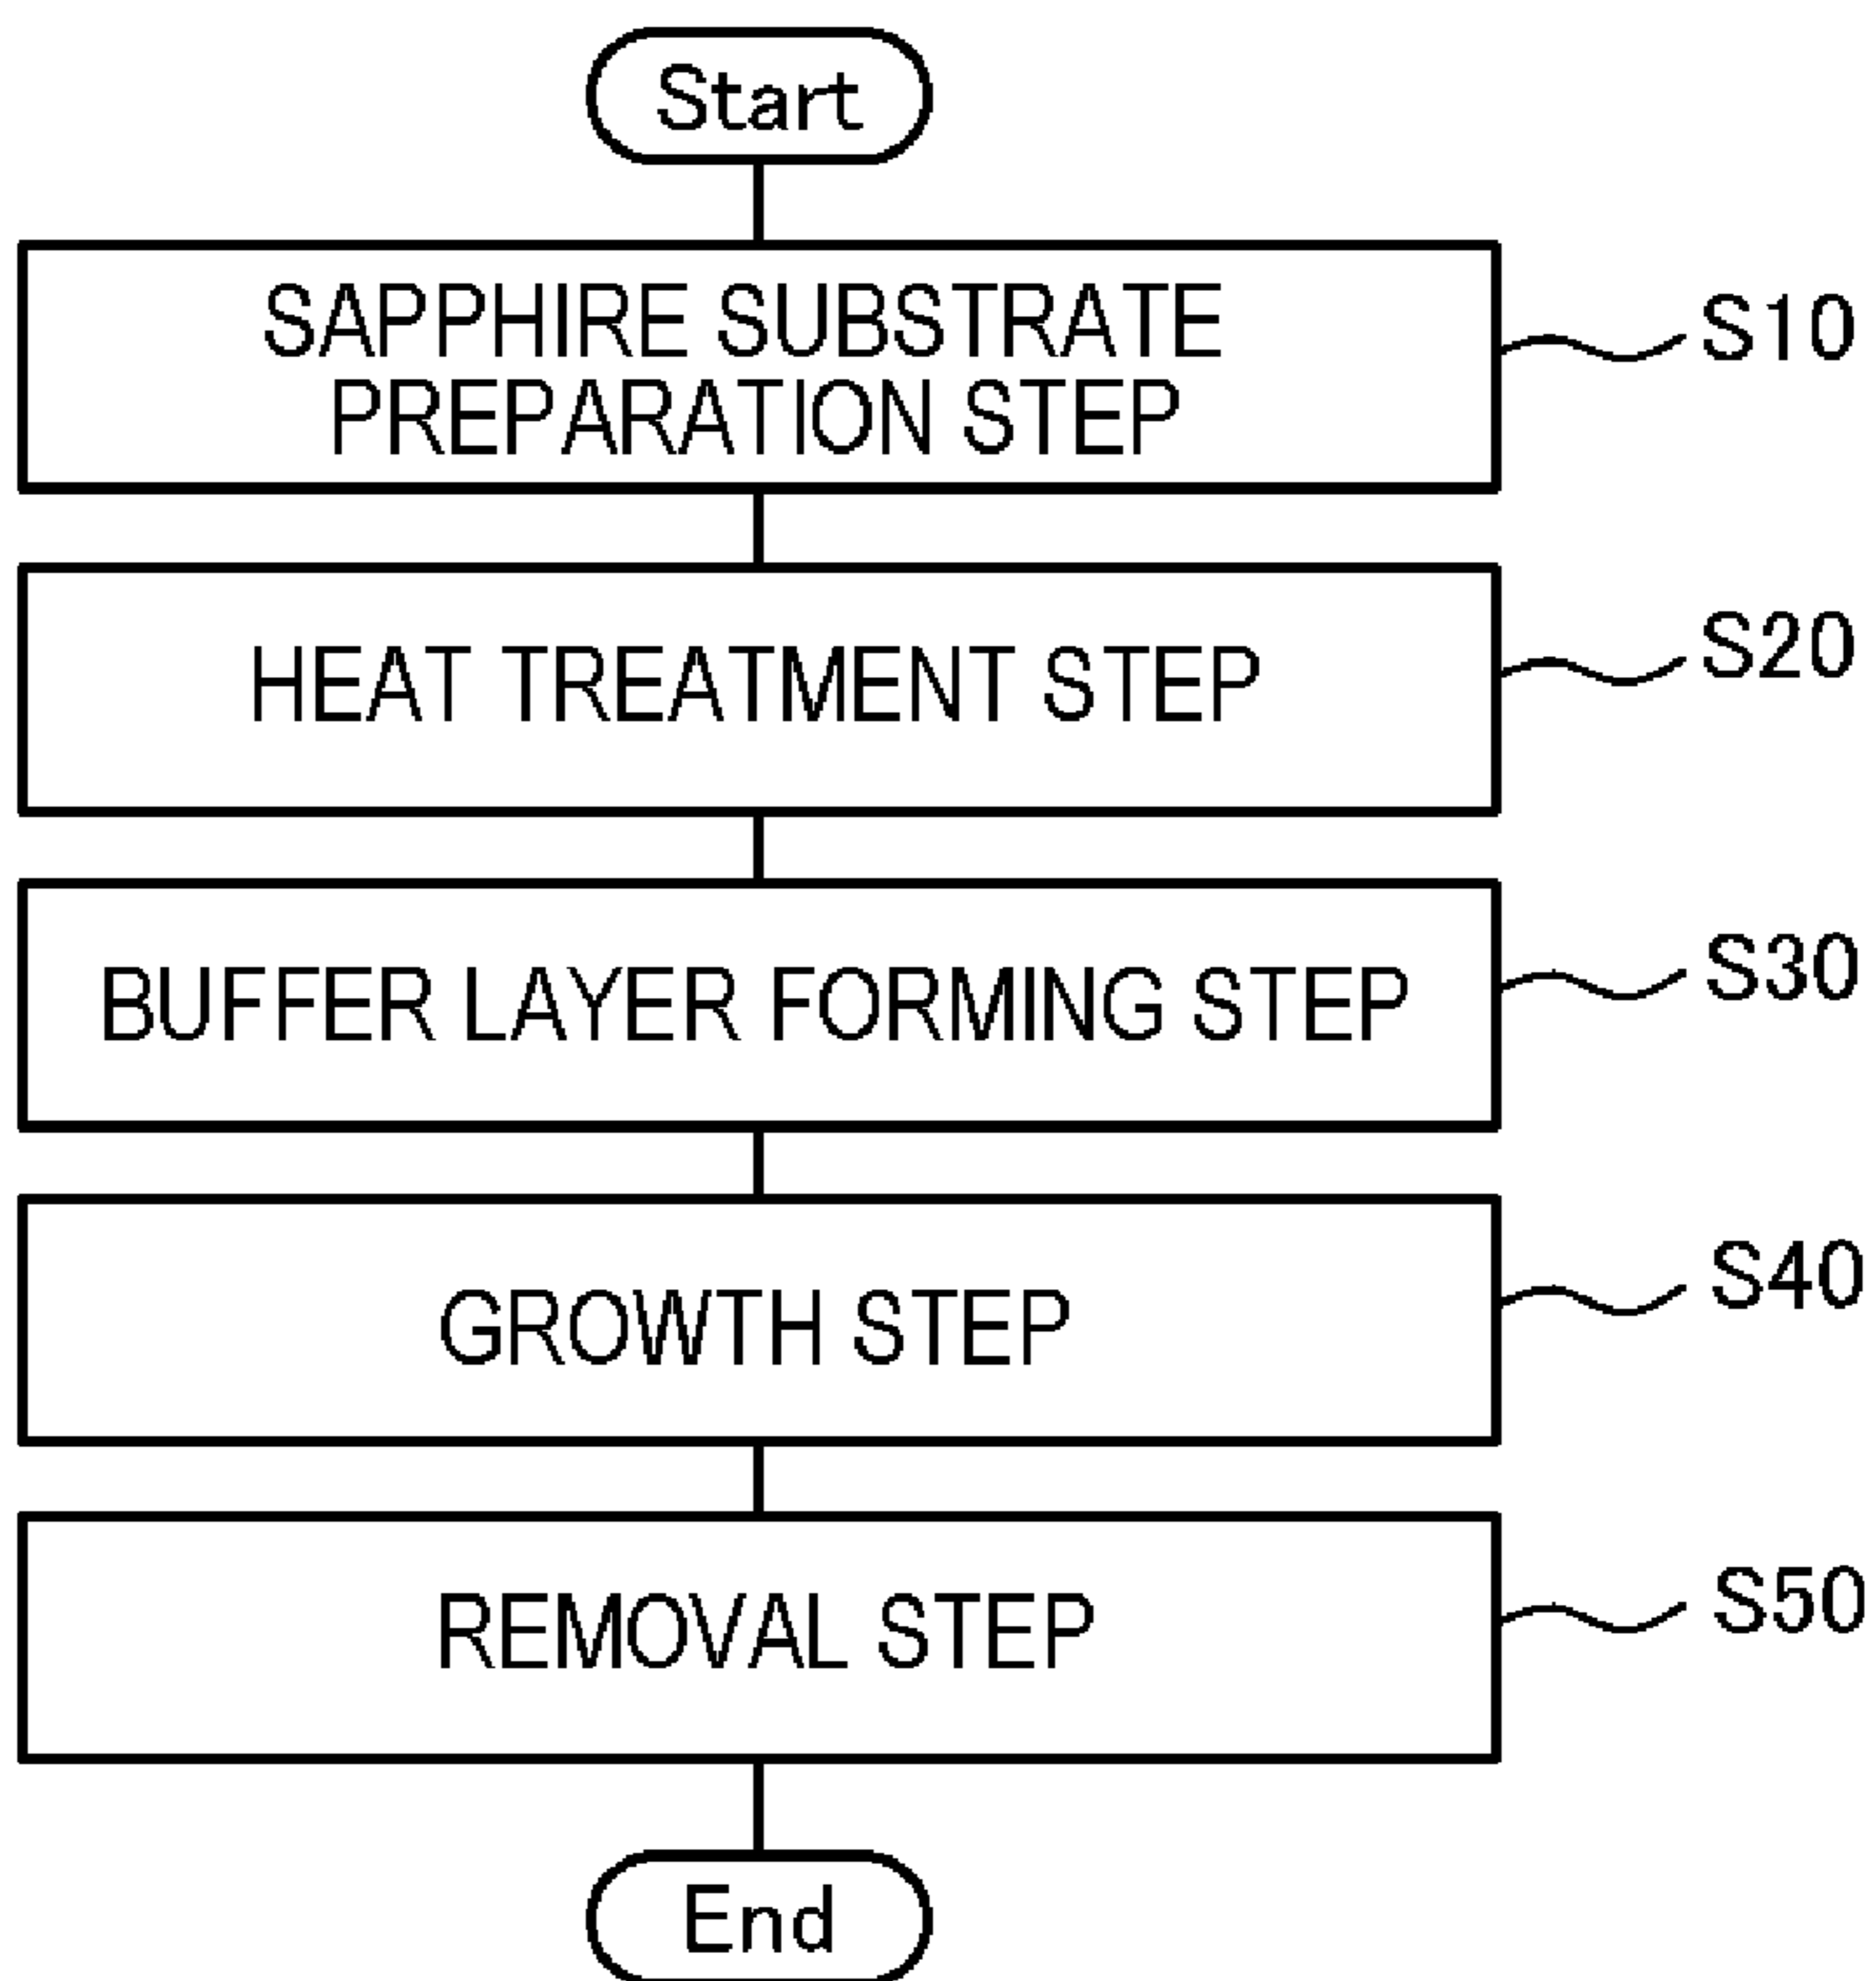 Start
SAPPHIRE SUBSTRATE
PREPARATION STEP
S10
HEAT TREATMENT STEP
S20
BUFFER LAYER FORMING STEP
S30
GROWTH STEP
S40
REMOVAL STEP
S50
End